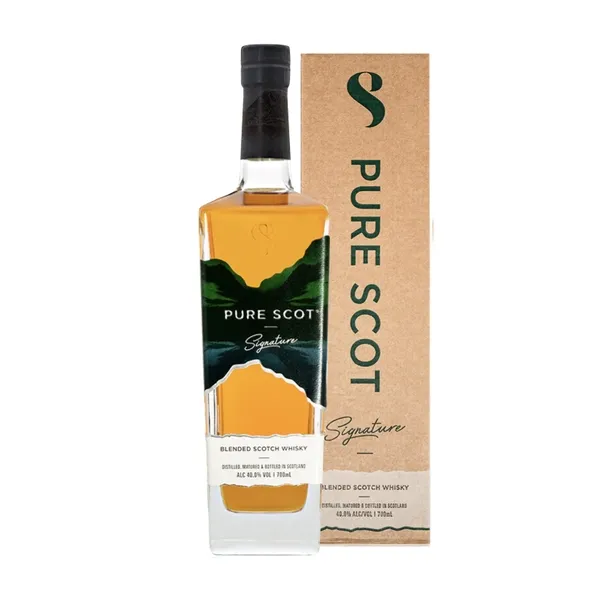 PURE SCOT
Signature
BLENDED SCOTCH WHISKY
DISTILLED, MATURED & BOTTLED IN SCOTLAND
ALC 40.0% VOL | 700mL
PURE SCOT
Signature
BLENDED SCOTCH WHISKY
DISTILLED, MATURED & BOTTLED IN SCOTLAND
40.0% ALC/VOL | 700mL